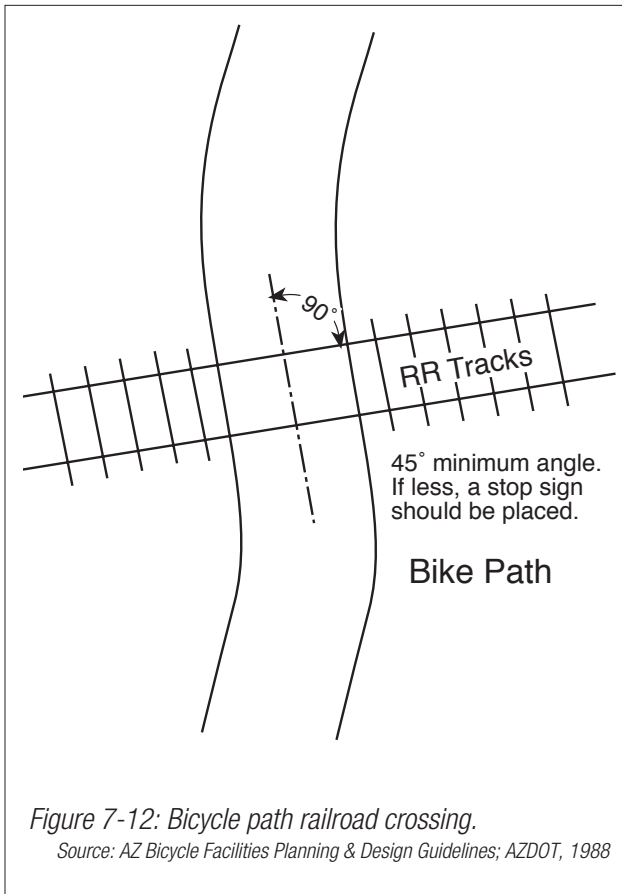 90˚
RR Tracks
45˚ minimum angle.
If less, a stop sign
should be placed.
Bike Path
Figure 7-12: Bicycle path railroad crossing.
Source: AZ Bicycle Facilities Planning & Design Guidelines; AZDOT, 1988